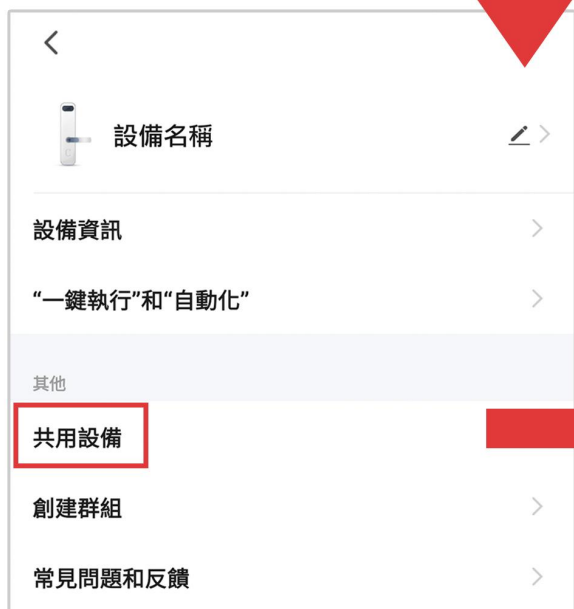 設備名稱
設備資訊
“一鍵執行”和“自動化”
其他
共用設備
創建群組
常見問題和反饋